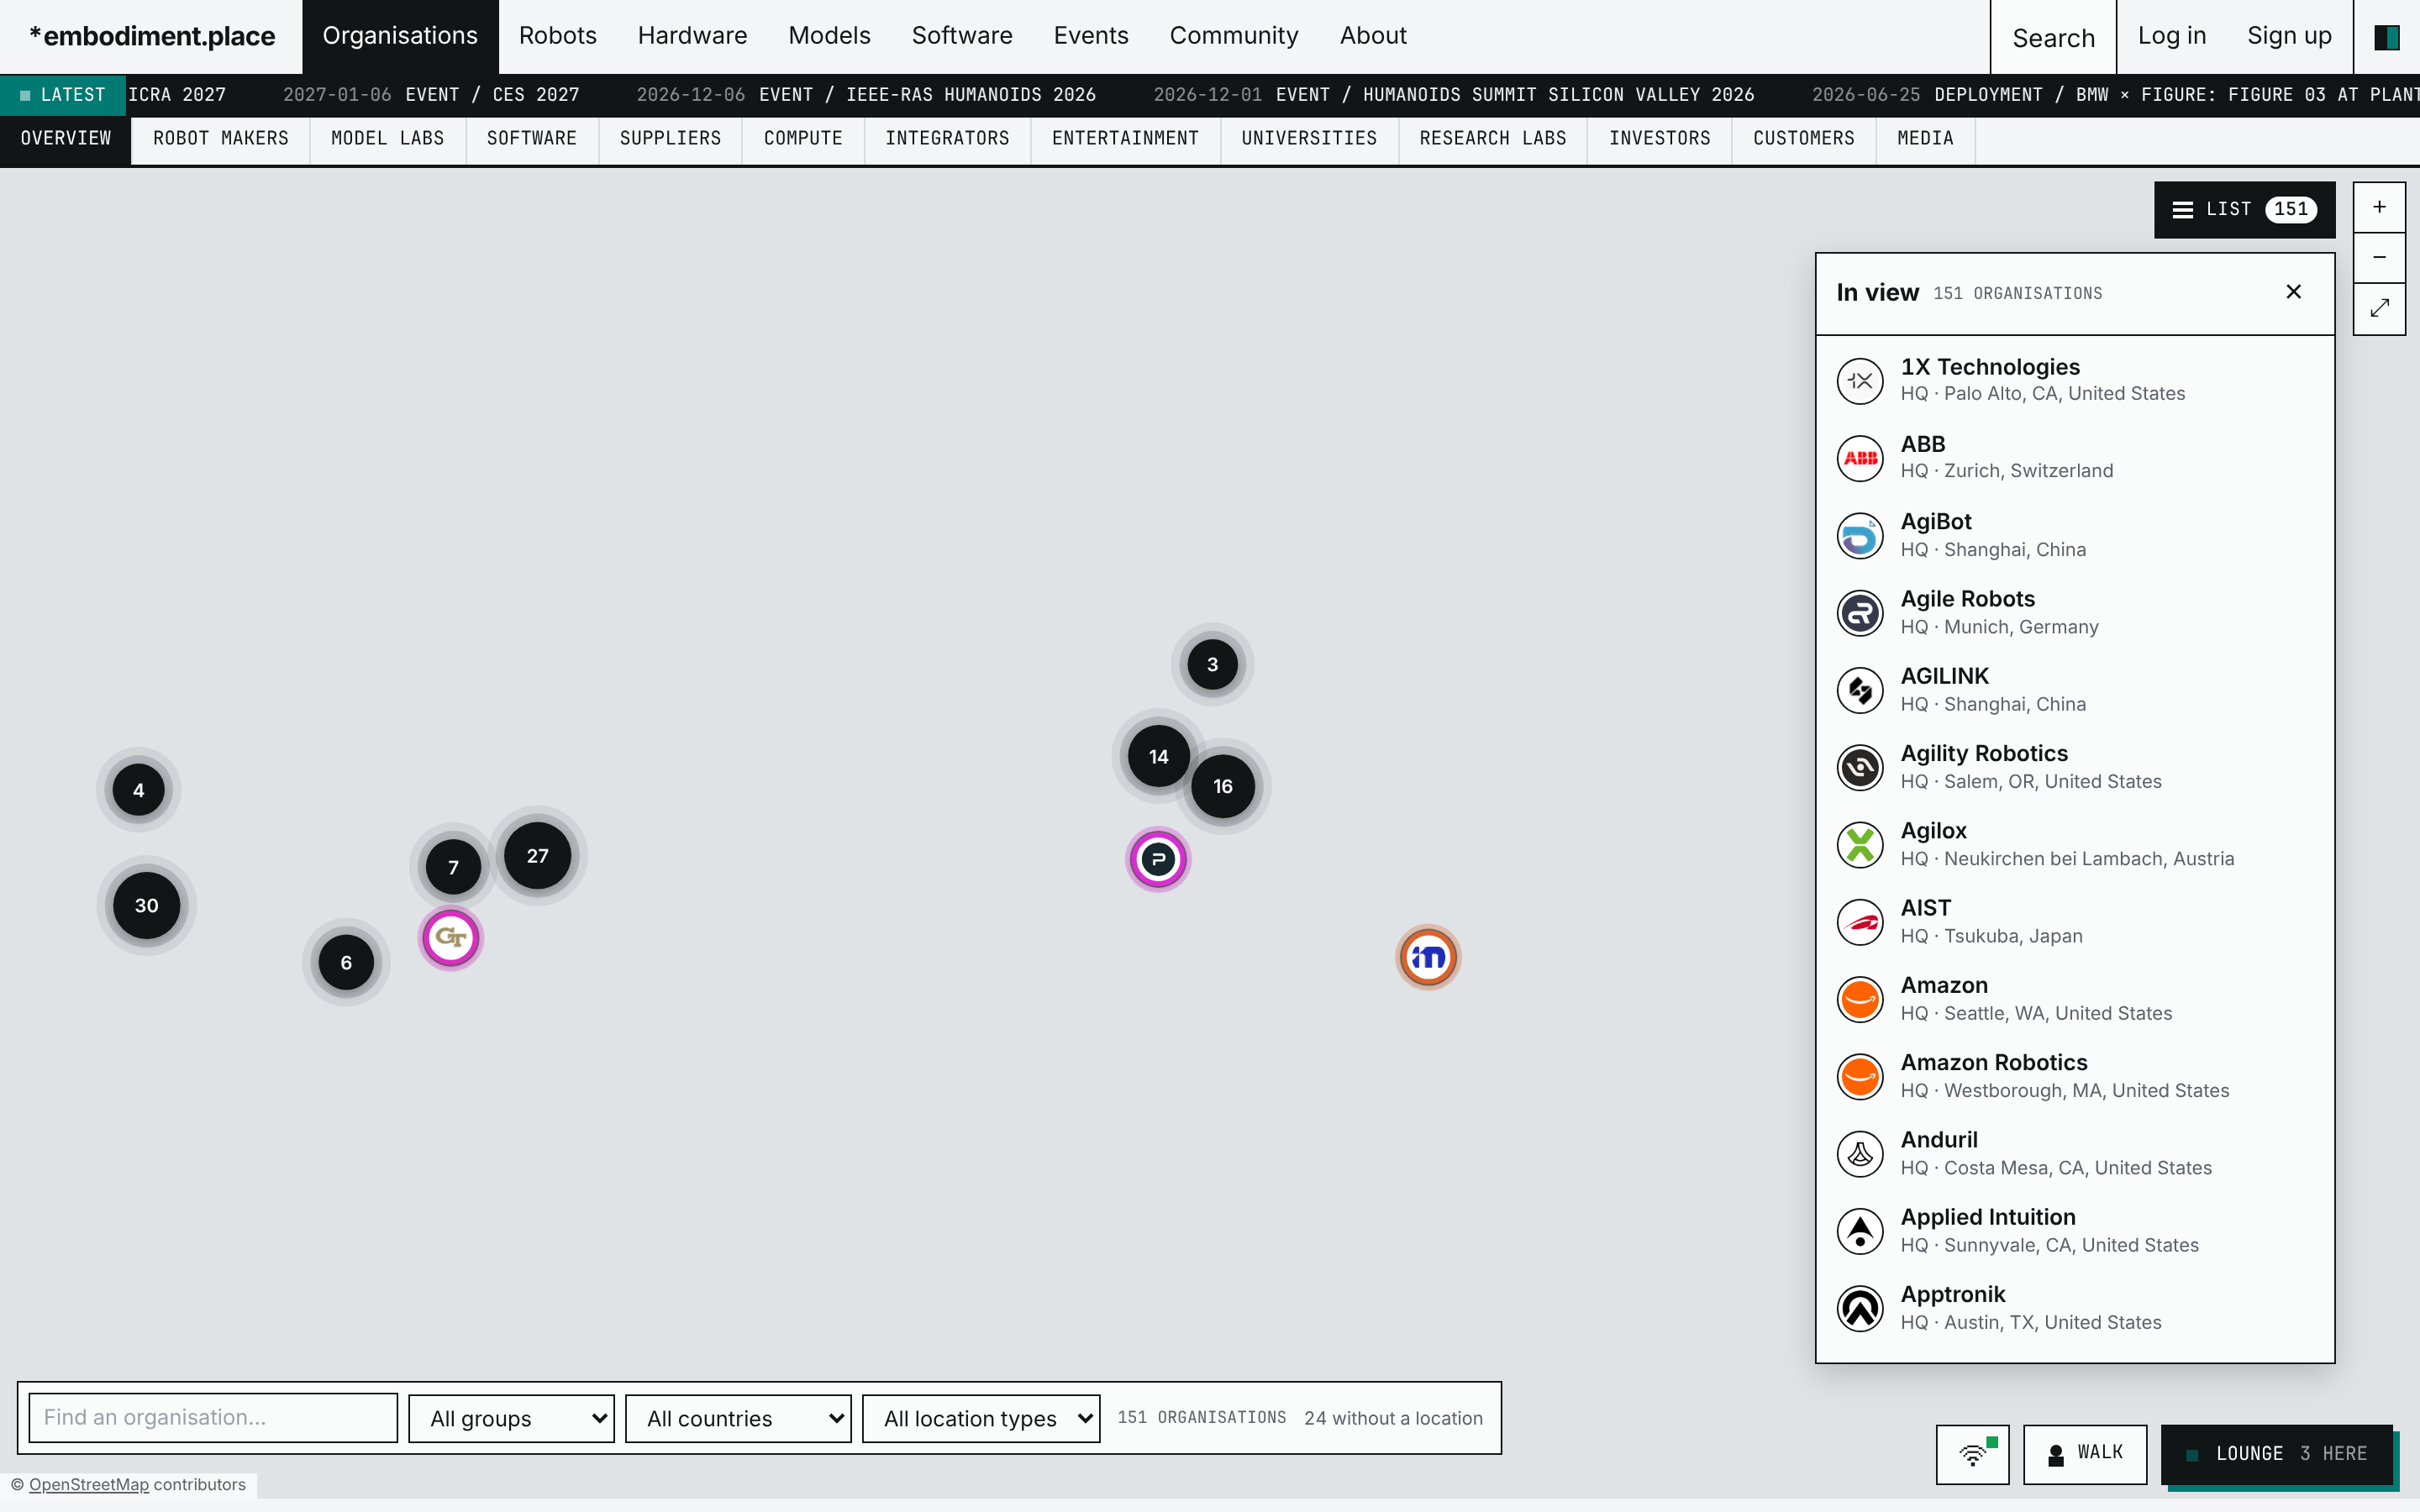 *embodiment.place Organisations Robots Hardware Models Software Events Community About Search Log in Sign up
LATEST ICRA 2027 2027-01-06 EVENT / CES 2027 2026-12-06 EVENT / IEEE-RAS HUMANOIDS 2026 2026-12-01 EVENT / HUMANOIDS SUMMIT SILICON VALLEY 2026 2026-06-25 DEPLOYMENT / BMW × FIGURE: FIGURE 03 AT PLANT
OVERVIEW ROBOT MAKERS MODEL LABS SOFTWARE SUPPLIERS COMPUTE INTEGRATORS ENTERTAINMENT UNIVERSITIES RESEARCH LABS INVESTORS CUSTOMERS MEDIA
LIST 151
+
−
In view 151 ORGANISATIONS ×
1X Technologies
HQ · Palo Alto, CA, United States
ABB
ABB
HQ · Zurich, Switzerland
AgiBot
HQ · Shanghai, China
Agile Robots
HQ · Munich, Germany
AGILINK
HQ · Shanghai, China
Agility Robotics
HQ · Salem, OR, United States
Agilox
HQ · Neukirchen bei Lambach, Austria
AIST
HQ · Tsukuba, Japan
Amazon
HQ · Seattle, WA, United States
Amazon Robotics
HQ · Westborough, MA, United States
Anduril
HQ · Costa Mesa, CA, United States
Applied Intuition
HQ · Sunnyvale, CA, United States
Apptronik
HQ · Austin, TX, United States
3
14
16
4
7
27
30
GT
6
P
m
Find an organisation... All groups All countries All location types 151 ORGANISATIONS 24 without a location
WALK
LOUNGE 3 HERE
© OpenStreetMap contributors